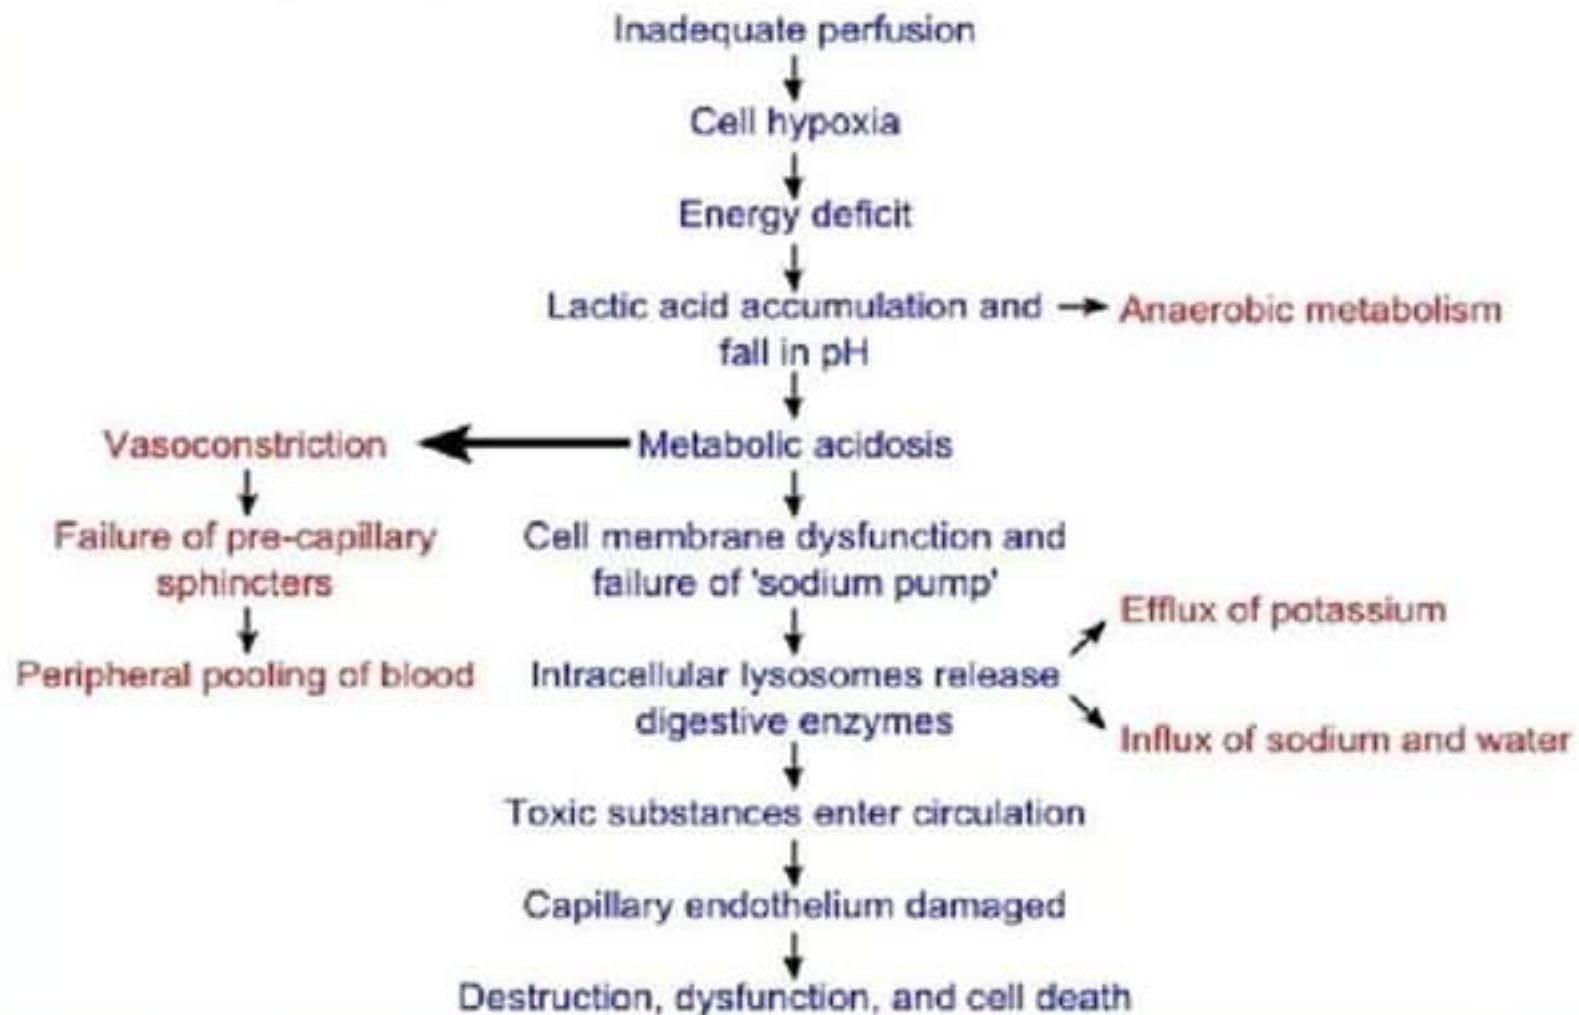 Inadequate perfusion
Cell hypoxia
Energy deficit
Lactic acid accumulation and
fall in pH
Anaerobic metabolism
Vasoconstriction
Metabolic acidosis
Failure of pre-capillary
sphincters
Cell membrane dysfunction and
failure of 'sodium pump'
Peripheral pooling of blood
Intracellular lysosomes release
digestive enzymes
Efflux of potassium
Influx of sodium and water
Toxic substances enter circulation
Capillary endothelium damaged
Destruction, dysfunction, and cell death